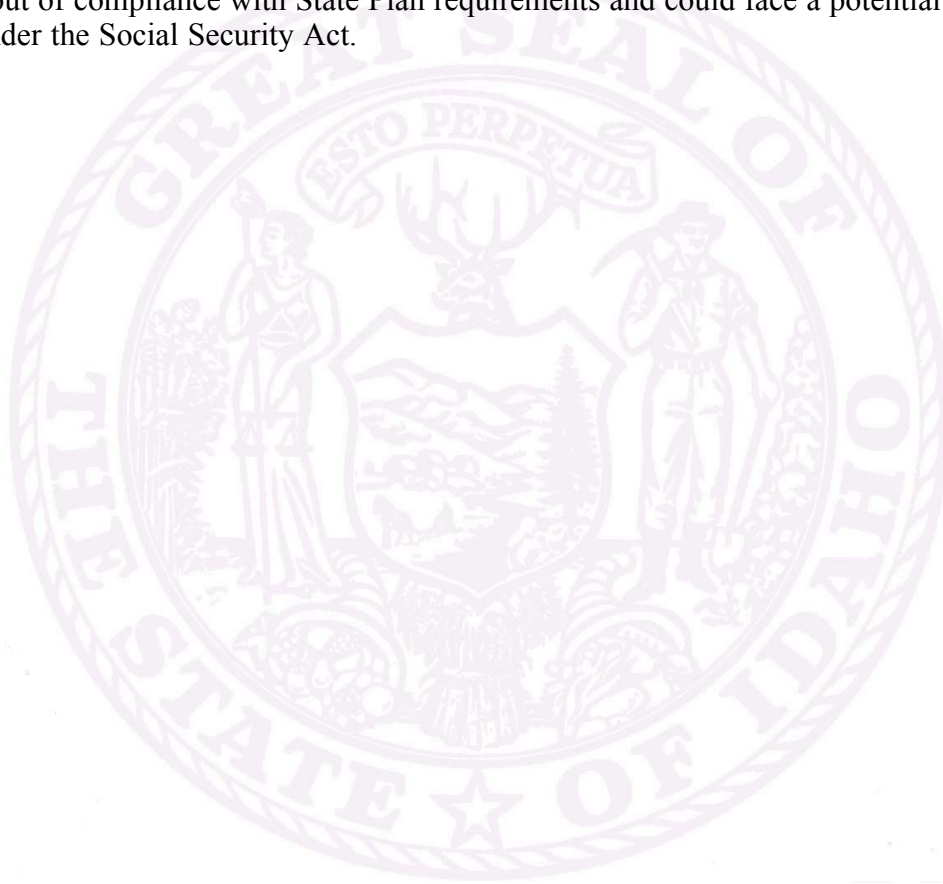 out of compliance with State Plan requirements and could face a potential
der the Social Security Act.
GREAT SEAL OF
ESTO PERPETUA
THE
STATE OF IDAHO